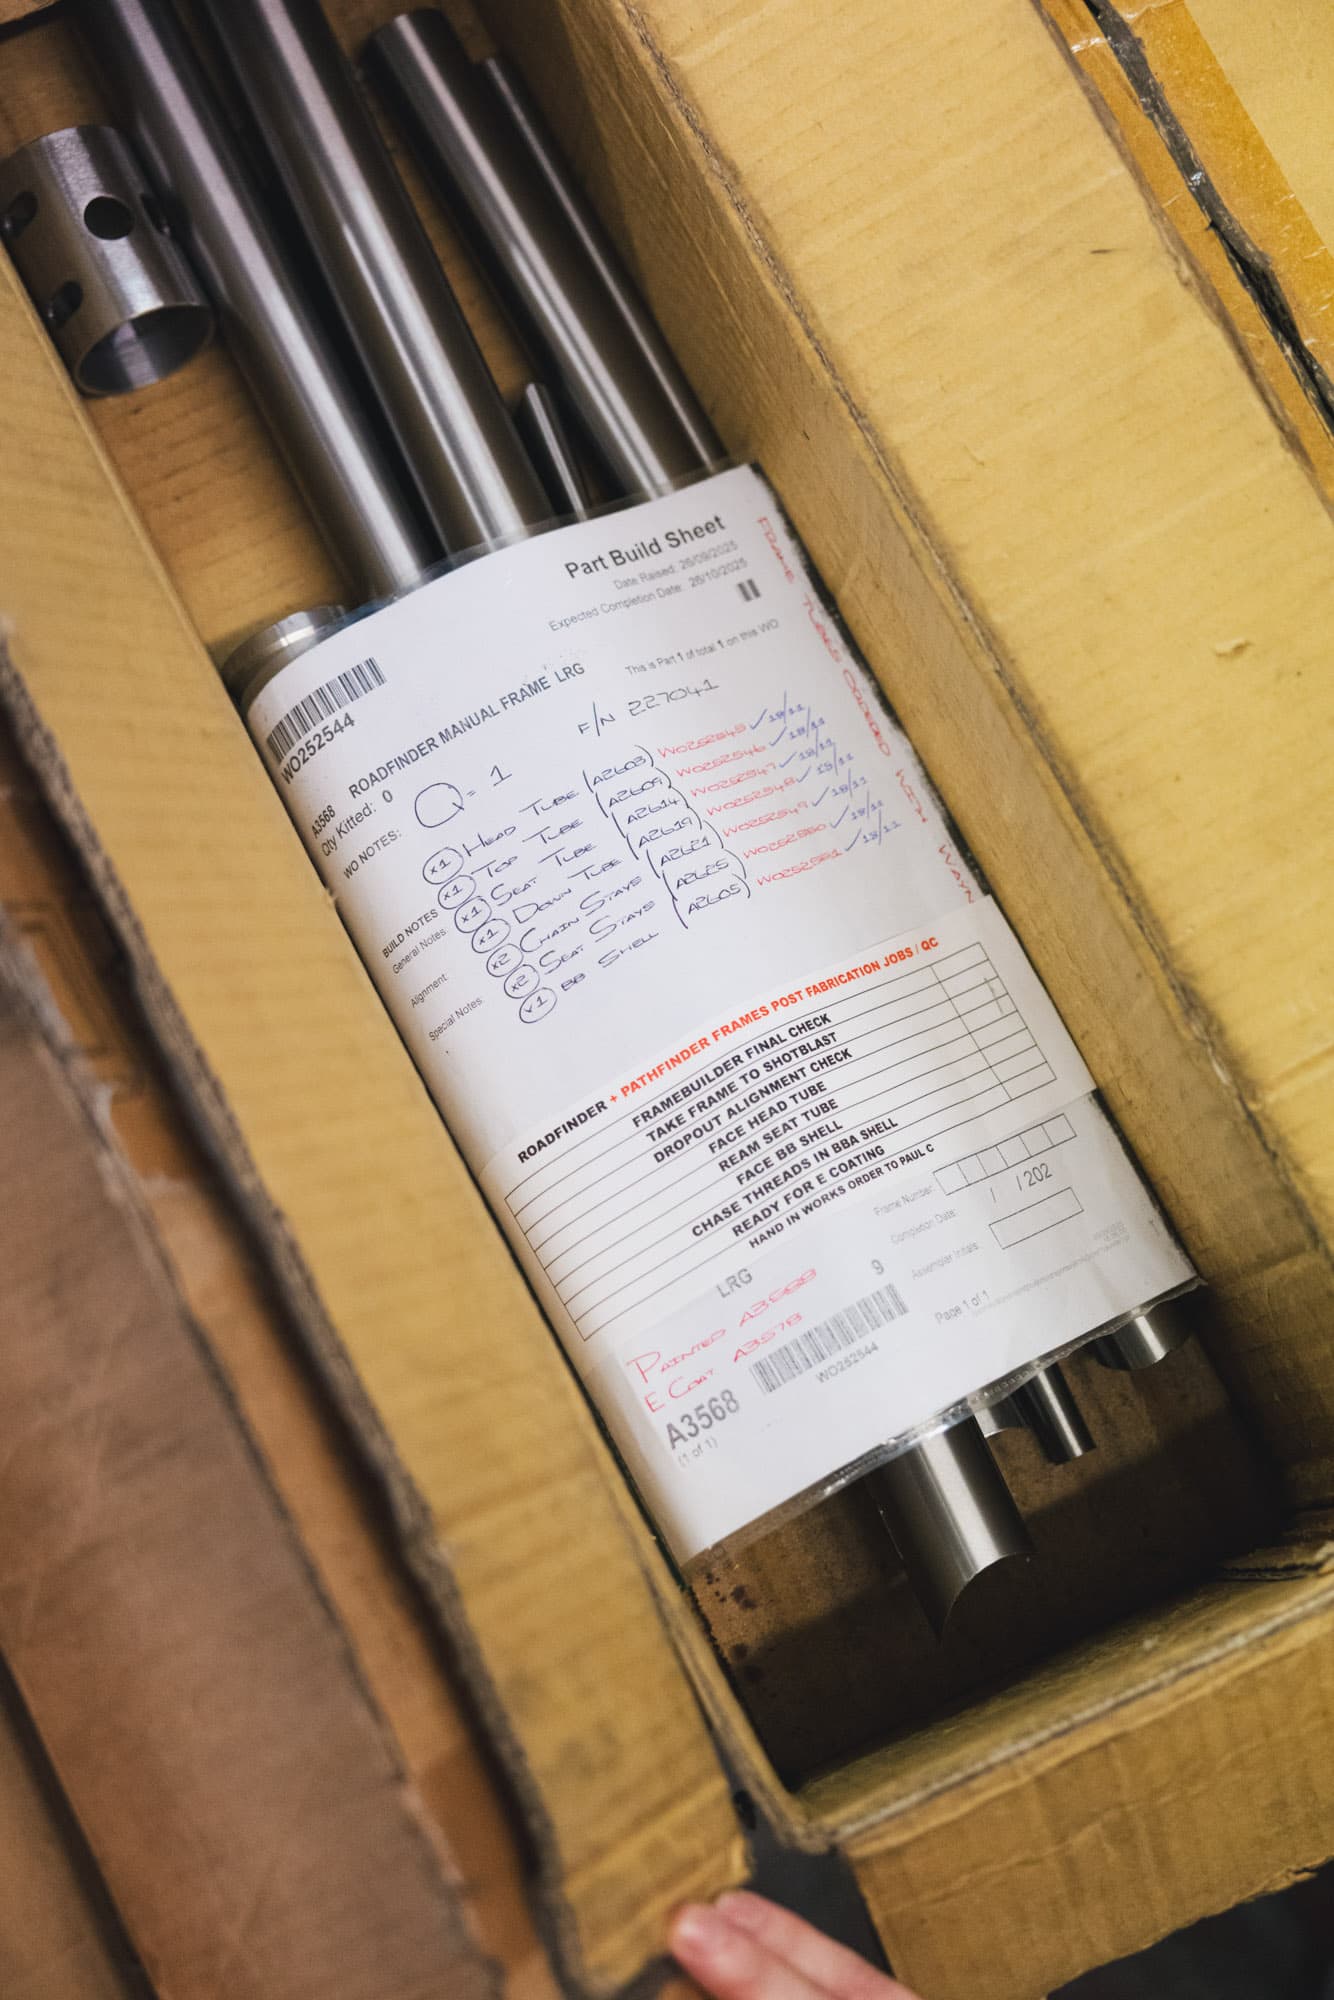 Part Build Sheet
Date Raised: 26/09/2025
Expected Completion Date: 26/10/2025
WO252544
This is Part 1 of total 1 on this WO
A3568 ROADFINDER MANUAL FRAME LRG
Qty Kitted: 0
F/N 227041
WO NOTES:
Q = 1
BUILD NOTES
General Notes:
Alignment:
Special Notes:
x1 HEAD TUBE (A2603) WO252545 ✓ 18/11
x1 TOP TUBE (A2609) WO252546 ✓ 18/11
x1 SEAT TUBE (A2614) WO252547 ✓ 18/11
x1 DOWN TUBE (A2619) WO252548 ✓ 18/11
x2 CHAIN STAYS (A2621) WO252549 ✓ 18/11
x2 SEAT STAYS (A2625) WO252550 ✓ 18/11
x1 BB SHELL (A2605) WO252551 ✓ 18/11
FRAME TUBES ORDERED WITH WAYN
ROADFINDER + PATHFINDER FRAMES POST FABRICATION JOBS / QC
FRAMEBUILDER FINAL CHECK
TAKE FRAME TO SHOTBLAST
DROPOUT ALIGNMENT CHECK
FACE HEAD TUBE
REAM SEAT TUBE
FACE BB SHELL
CHASE THREADS IN BBA SHELL
READY FOR E COATING
HAND IN WORKS ORDER TO PAUL C
Frame Number:
Completion Date: / / 202
Assembler Initials:
LRG
9
PAINTED
E COAT A3578
A3568
(1 of 1)
WO252544
Page 1 of 1